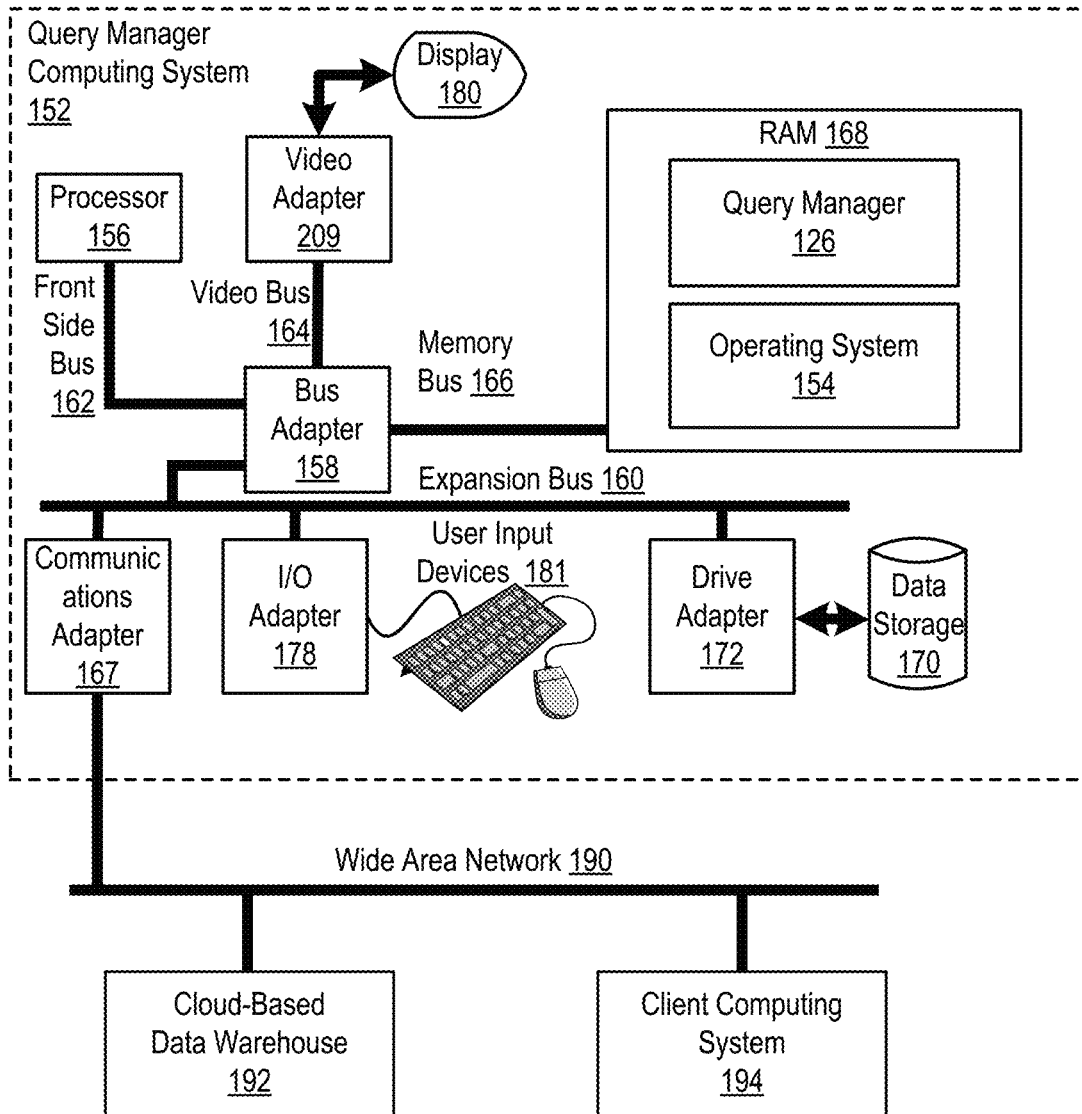 Query Manager
Computing System
152
Display
180
Video
Adapter
209
RAM 168
Query Manager
126
Operating System
154
Processor
156
Front
Side
Bus
162
Video Bus
164
Memory
Bus 166
Bus
Adapter
158
Expansion Bus 160
Communic
ations
Adapter
167
I/O
Adapter
178
User Input
Devices 181
Drive
Adapter
172
Data
Storage
170
Wide Area Network 190
Cloud-Based
Data Warehouse
192
Client Computing
System
194